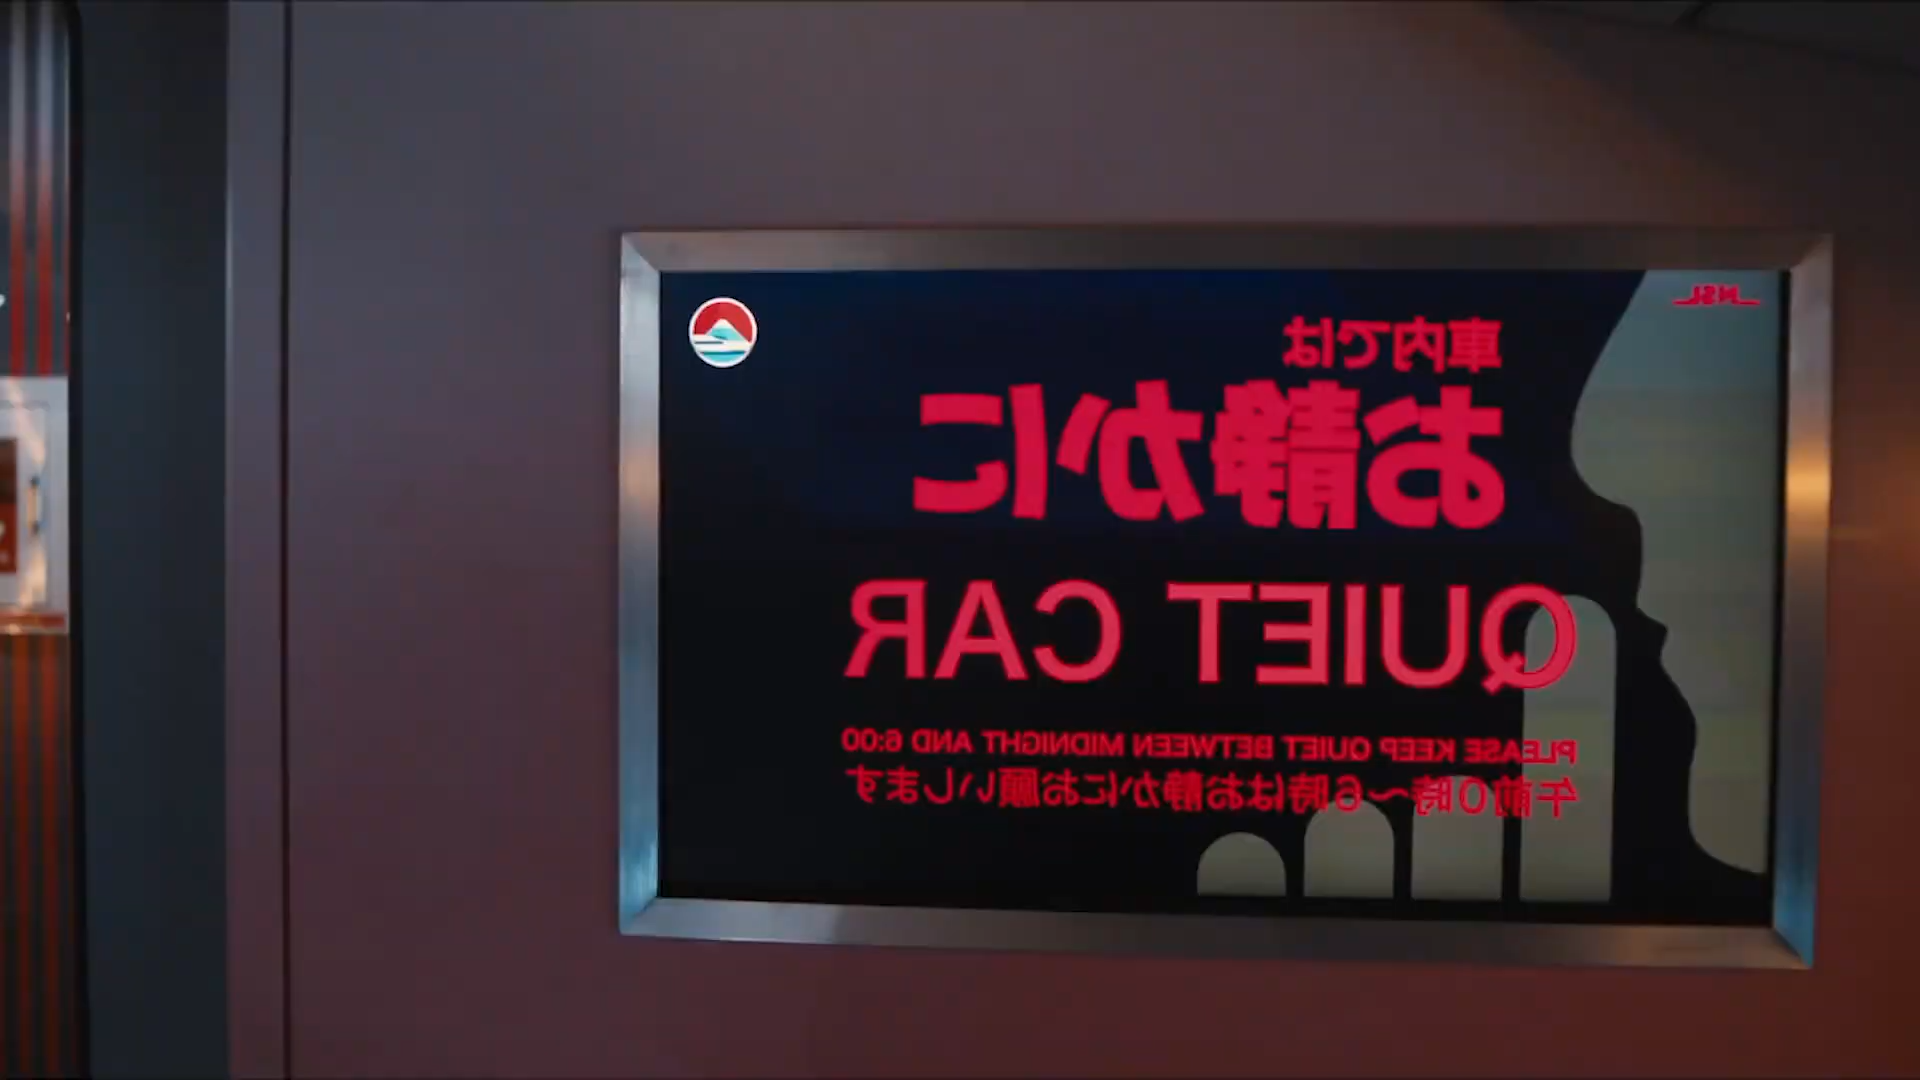 NSL
車内では
お静かに
QUIET CAR
PLEASE KEEP QUIET BETWEEN MIDNIGHT AND 6:00
午前0時〜6時はお静かにお願いします